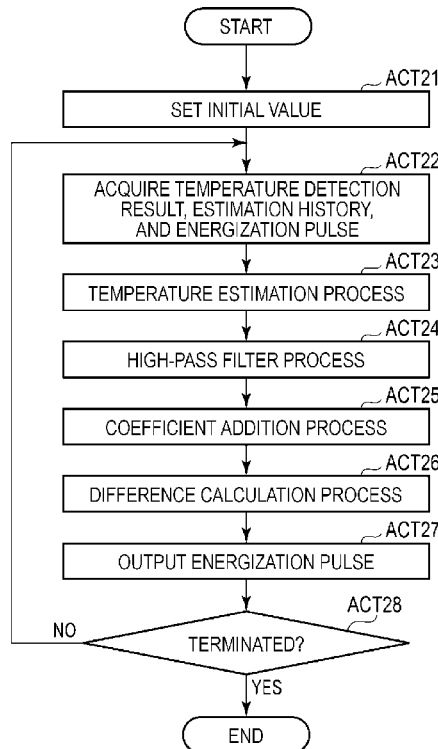 START
ACT21
SET INITIAL VALUE
ACT22
ACQUIRE TEMPERATURE DETECTION
RESULT, ESTIMATION HISTORY,
AND ENERGIZATION PULSE
ACT23
TEMPERATURE ESTIMATION PROCESS
ACT24
HIGH-PASS FILTER PROCESS
ACT25
COEFFICIENT ADDITION PROCESS
ACT26
DIFFERENCE CALCULATION PROCESS
ACT27
OUTPUT ENERGIZATION PULSE
ACT28
NO
TERMINATED?
YES
END